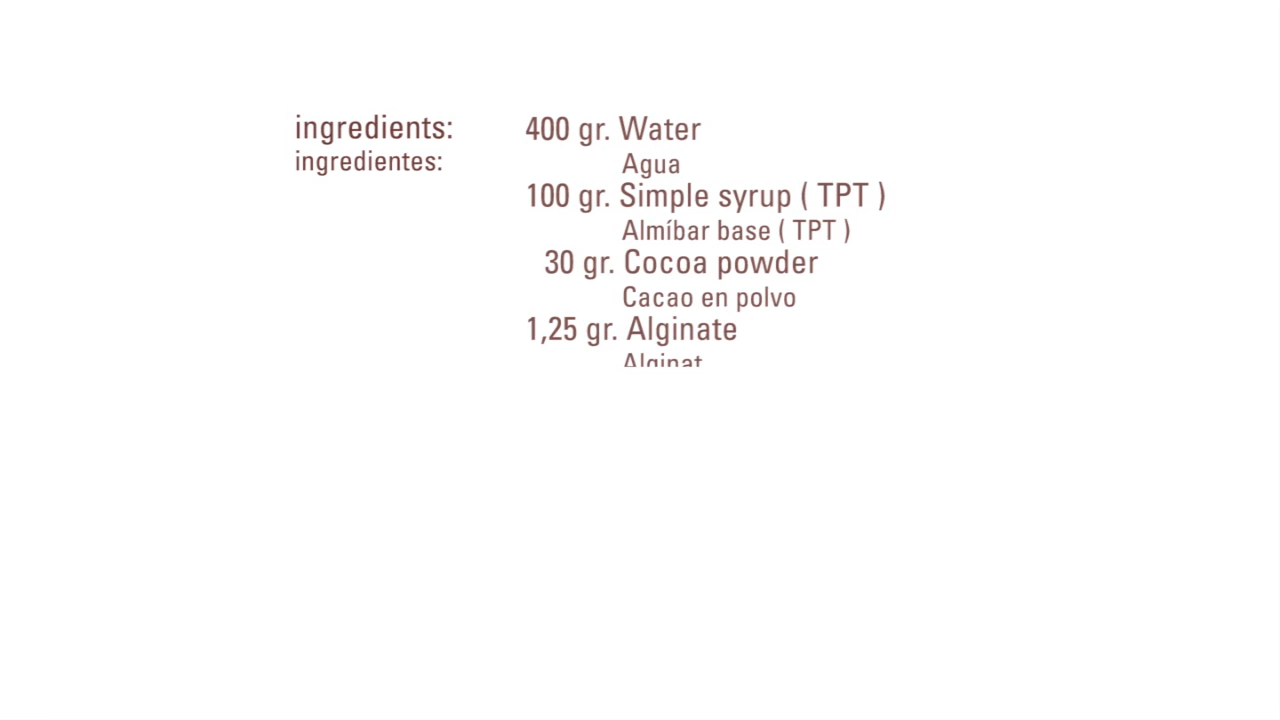 ingredients:
ingredientes:
400 gr. Water
Agua
100 gr. Simple syrup ( TPT )
Almíbar base ( TPT )
30 gr. Cocoa powder
Cacao en polvo
1,25 gr. Alginate
Alginat